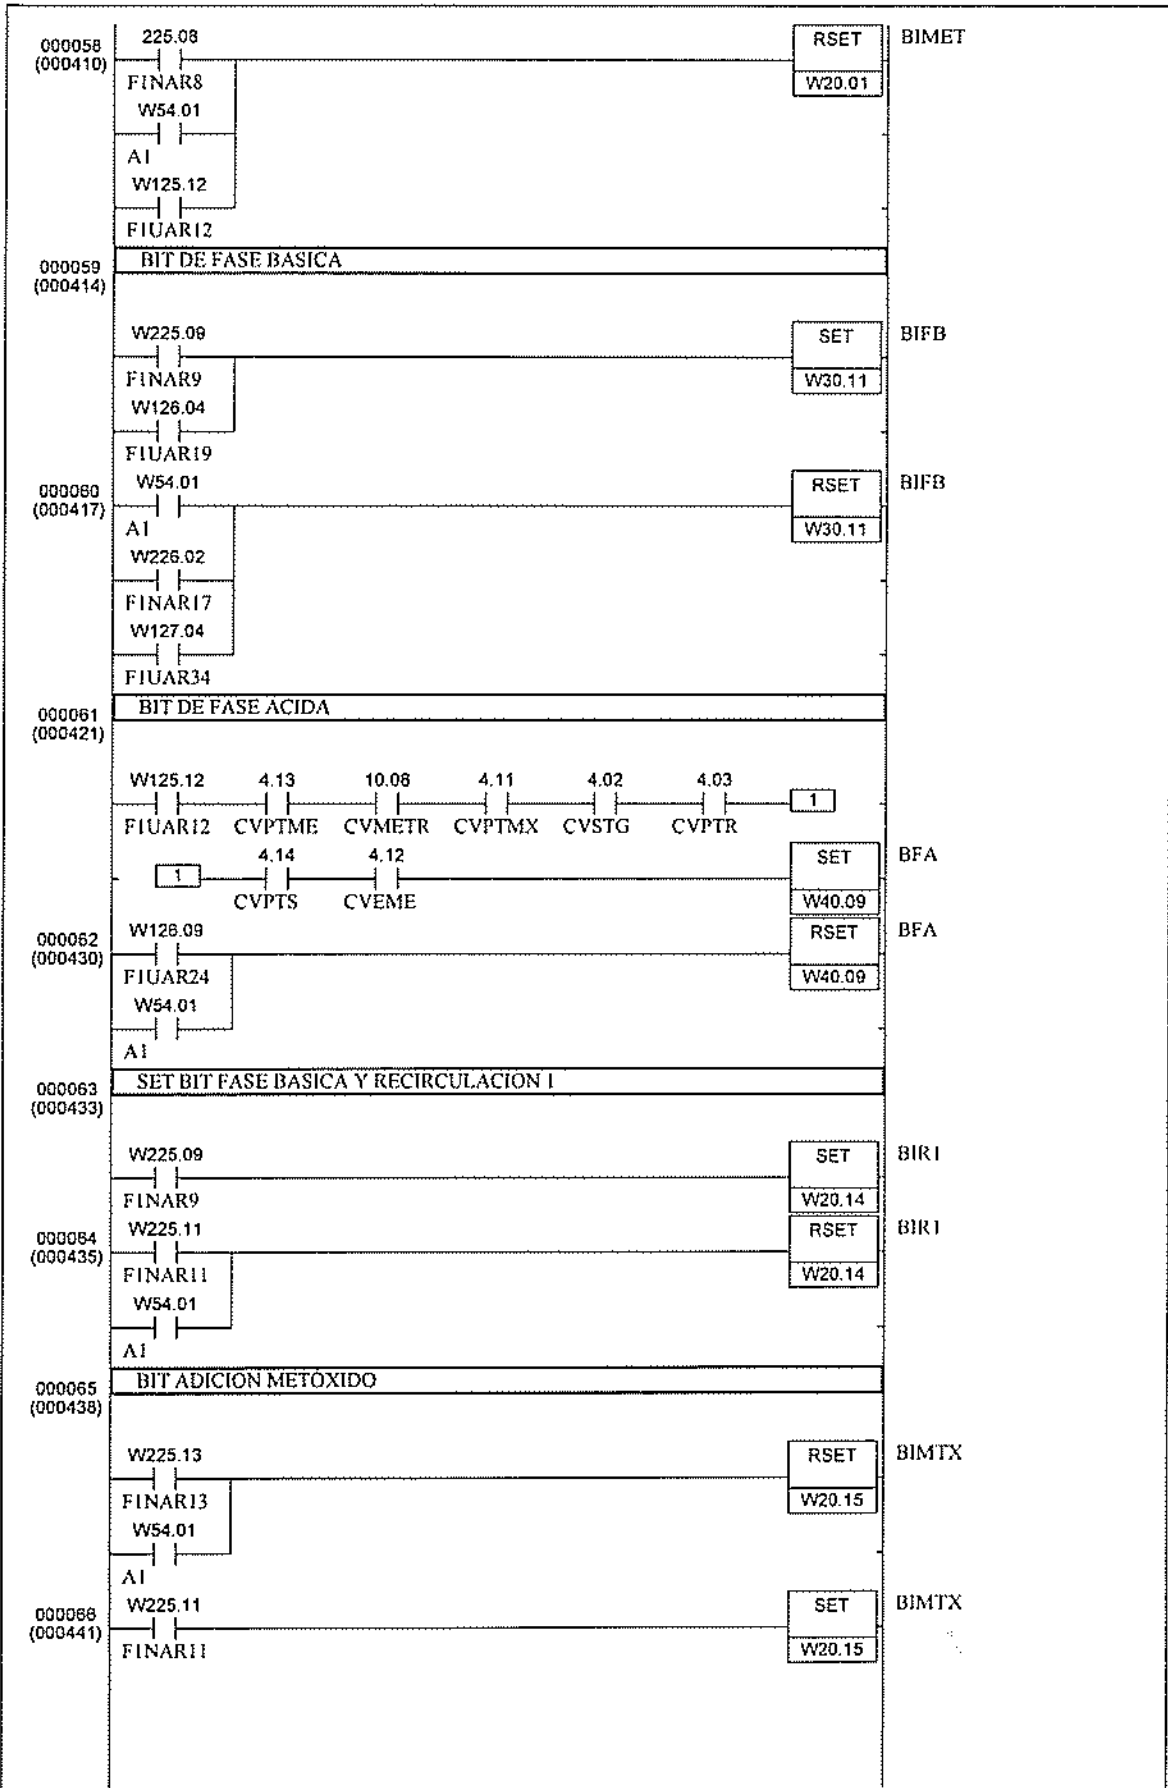 000058 225.08 RSET BIMET
(000410)
FINAR8 W20.01
W54.01
A1
W125.12
FIUAR12
000059 BIT DE FASE BASICA
(000414)
W225.09 SET BIFB
FINAR9 W30.11
W126.04
FIUAR19
000060 W54.01 RSET BIFB
(000417)
A1 W30.11
W226.02
FINAR17
W127.04
FIUAR34
000061 BIT DE FASE ACIDA
(000421)
W125.12 4.13 10.08 4.11 4.02 4.03
1
FIUAR12 CVPTME CVMETR CVPTMX CVSTG CVPTR
4.14 4.12 SET BFA
1
CVPTS CVEME W40.09
000062 W126.09 RSET BFA
(000430)
FIUAR24 W40.09
W54.01
A1
000063 SET BIT FASE BASICA Y RECIRCULACION 1
(000433)
W225.09 SET BIR1
FINAR9 W20.14
000064 W225.11 RSET BIR1
(000435)
FINAR11 W20.14
W54.01
A1
000065 BIT ADICION METÓXIDO
(000438)
W225.13 RSET BIMTX
FINAR13 W20.15
W54.01
A1
000066 W225.11 SET BIMTX
(000441)
FINAR11 W20.15